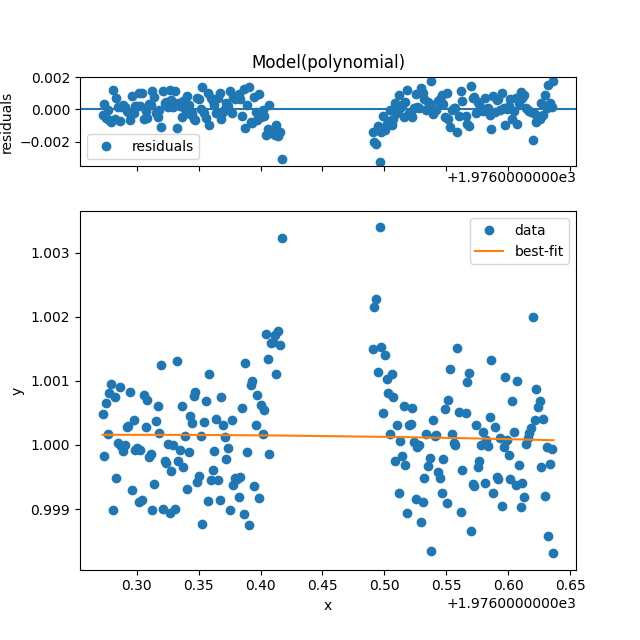 Model(polynomial)
0.002
0.000
−0.002
residuals
residuals
+1.9760000000e3
1.003
1.002
1.001
1.000
0.999
y
data
best-fit
0.30 0.35 0.40 0.45 0.50 0.55 0.60 0.65
x
+1.9760000000e3